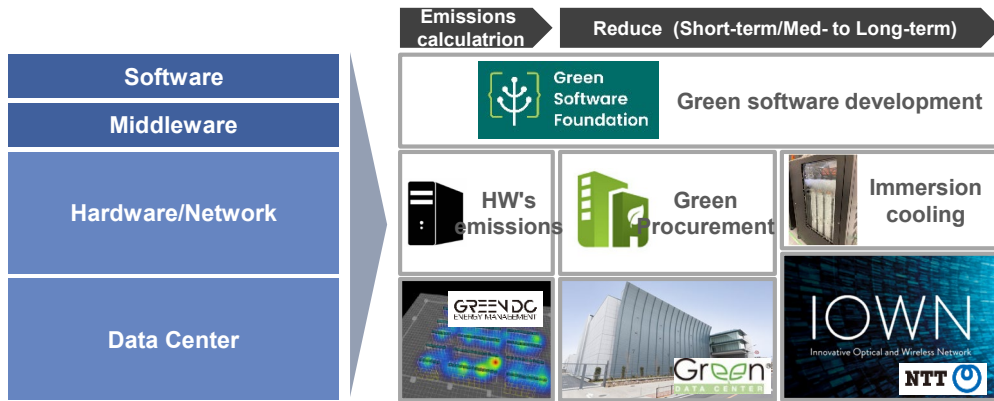 Emissions
calculatrion
Reduce (Short-term/Med- to Long-term)
Software
Middleware
Hardware/Network
Data Center
Green
Software
Foundation
Green software development
HW's
emissions
Green
Procurement
Immersion
cooling
GREEN DC
ENERGY MANAGEMENT
Green®
DATA CENTER
IOWN
Innovative Optical and Wireless Network
NTT